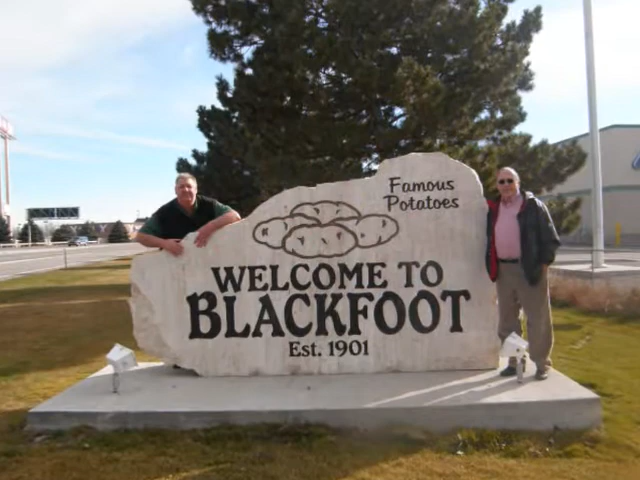 Famous
Potatoes
WELCOME TO
BLACKFOOT
Est. 1901